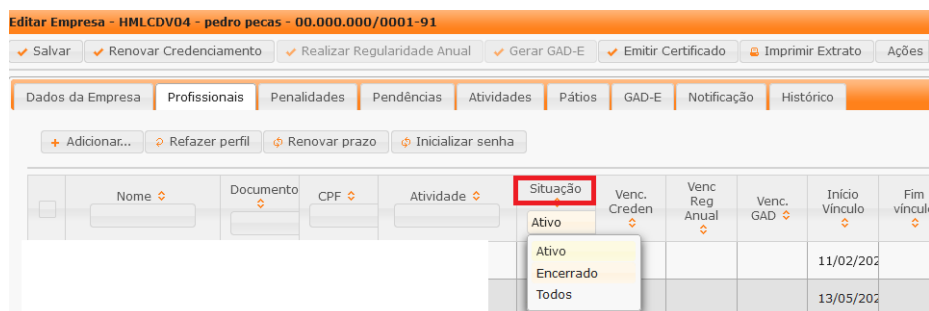 Editar Empresa - HMLCDV04 - pedro pecas - 00.000.000/0001-91
Salvar Renovar Credenciamento Realizar Regularidade Anual Gerar GAD-E Emitir Certificado Imprimir Extrato Ações
Dados da Empresa Profissionais Penalidades Pendências Atividades Pátios GAD-E Notificação Histórico
+ Adicionar... Refazer perfil Renovar prazo Inicializar senha
Nome
Documento
CPF
Atividade
Situação
Ativo
Venc.
Creden
Venc
Reg
Anual
Venc.
GAD
Início
Vínculo
Fim
víncul
Ativo
Encerrado
Todos
11/02/202
13/05/202